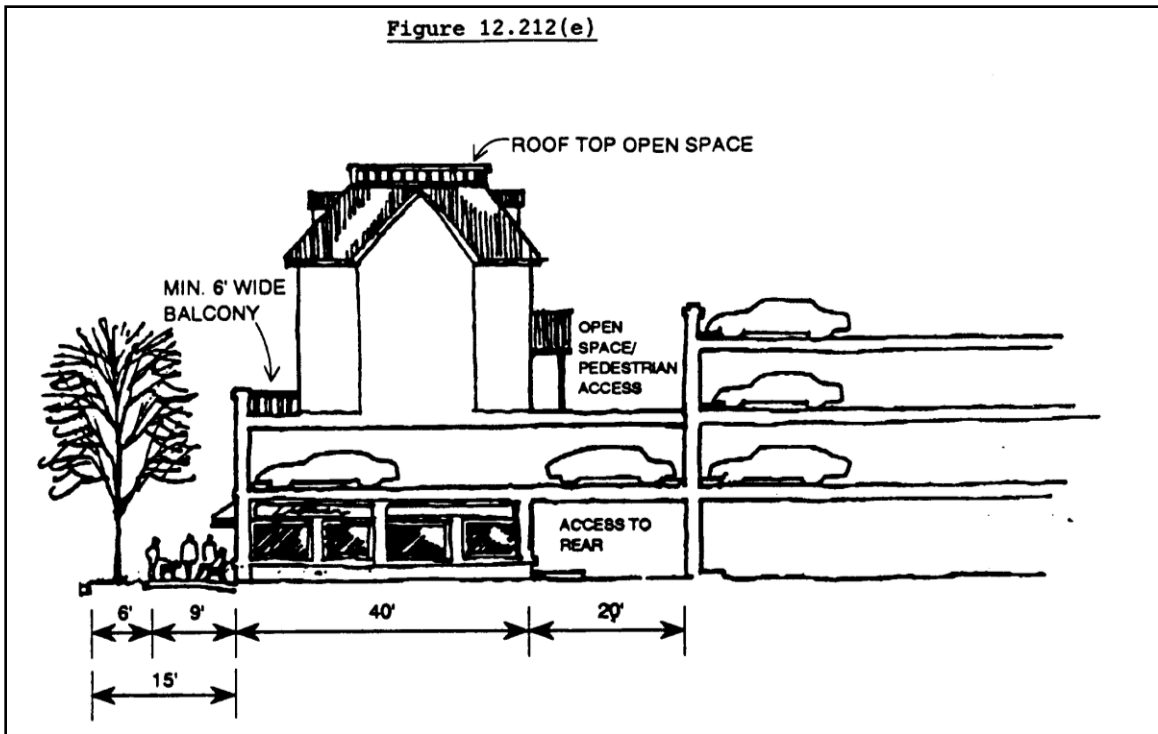 Figure 12.212(e)
ROOF TOP OPEN SPACE
MIN. 6' WIDE
BALCONY
OPEN
SPACE/
PEDESTRIAN
ACCESS
ACCESS TO
REAR
6'
9'
40'
20'
15'